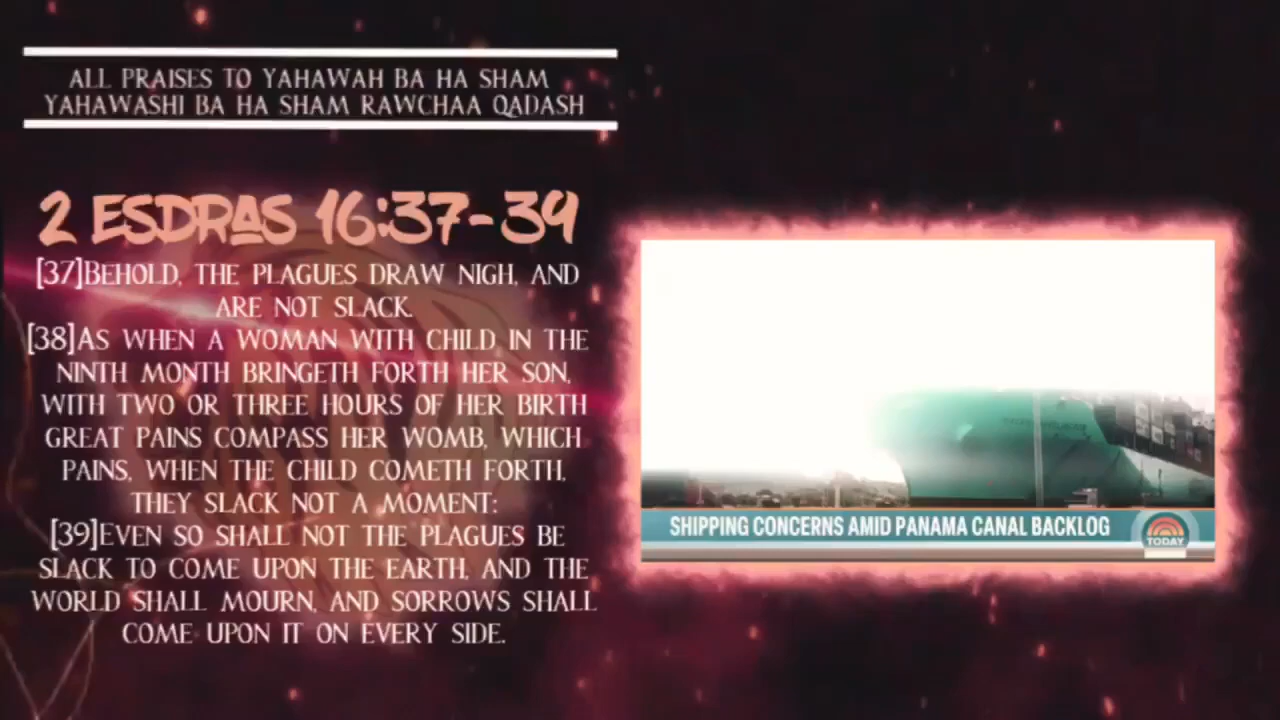 ALL PRAISES TO YAHAWAH BA HA SHAM
YAHAWASHI BA HA SHAM RAWCHAA QADASH
2 ESDRAS 16:37-39
[37]BEHOLD, THE PLAGUES DRAW NIGH, AND
ARE NOT SLACK.
[38]AS WHEN A WOMAN WITH CHILD IN THE
NINTH MONTH BRINGETH FORTH HER SON,
WITH TWO OR THREE HOURS OF HER BIRTH
GREAT PAINS COMPASS HER WOMB, WHICH
PAINS, WHEN THE CHILD COMETH FORTH,
THEY SLACK NOT A MOMENT:
[39]EVEN SO SHALL NOT THE PLAGUES BE
SLACK TO COME UPON THE EARTH, AND THE
WORLD SHALL MOURN, AND SORROWS SHALL
COME UPON IT ON EVERY SIDE.
SHIPPING CONCERNS AMID PANAMA CANAL BACKLOG
TODAY